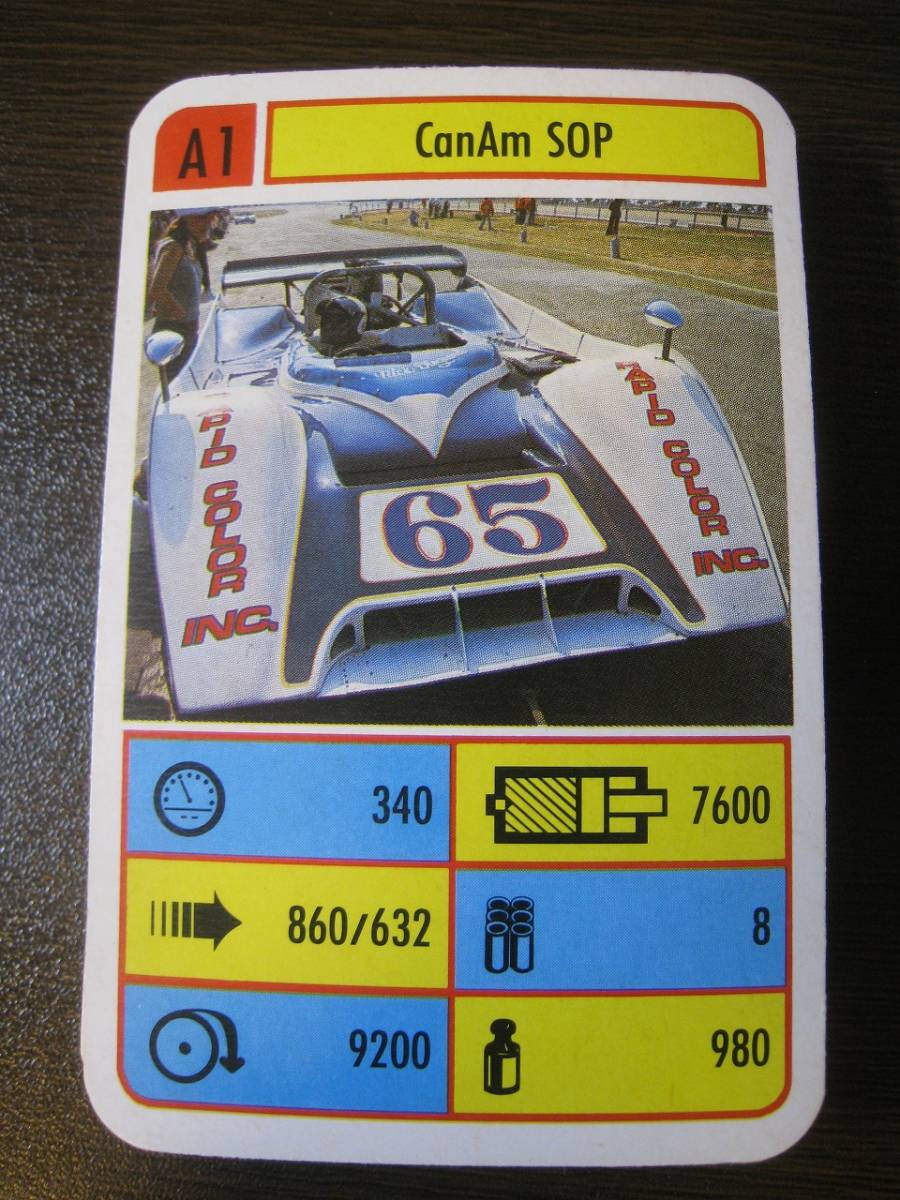 A1
CanAm SOP
RAPID COLOR INC.
RAPID COLOR INC.
65
340
7600
860/632
8
9200
980